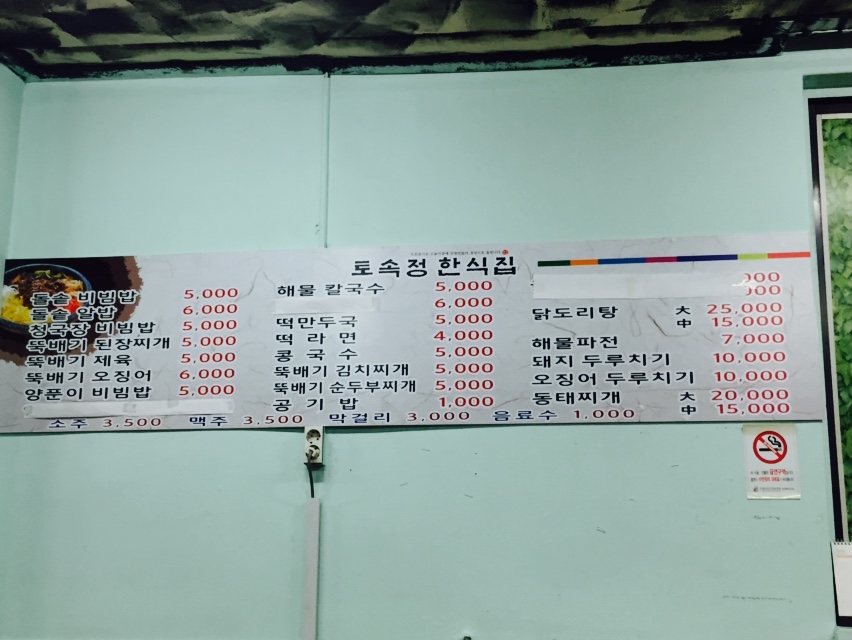 토속정 한식집
돌솥 비빔밥 5,000
돌솥 알밥 6,000
청국장 비빔밥 5,000
뚝배기 된장찌개 5,000
뚝배기 제육 5,000
뚝배기 오징어 6,000
양푼이 비빔밥 5,000
해물 칼국수 5,000
6,000
떡만두국 5,000
떡 라 면 4,000
콩 국 수 5,000
뚝배기 김치찌개 5,000
뚝배기 순두부찌개 5,000
공 기 밥 1,000
000
000
닭도리탕 大 25,000
中 15,000
해물파전 7,000
돼지 두루치기 10,000
오징어 두루치기 10,000
동태찌개 大 20,000
中 15,000
소주 3.500 맥주 3.500 막걸리 3.000 음료수 1.000
금연구역